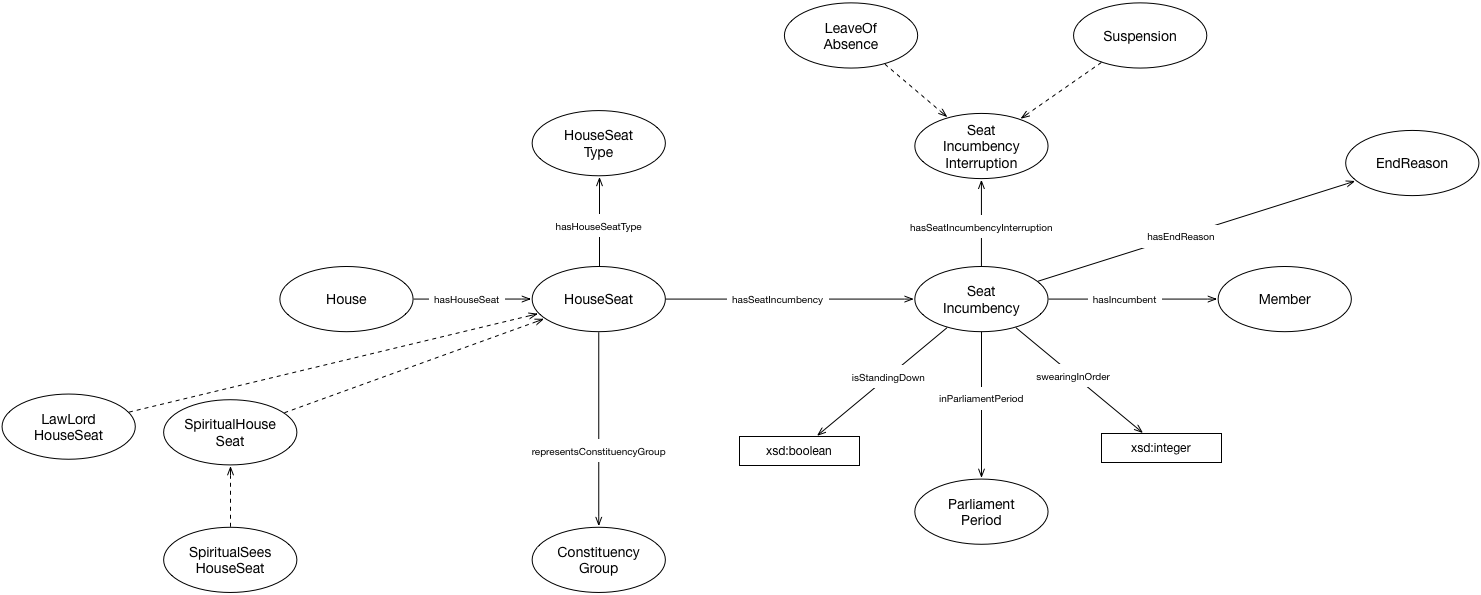 LeaveOf
Absence
Suspension
HouseSeat
Type
Seat
Incumbency
Interruption
EndReason
hasHouseSeatType
hasSeatIncumbencyInterruption
hasEndReason
House
hasHouseSeat
HouseSeat
hasSeatIncumbency
Seat
Incumbency
hasIncumbent
Member
isStandingDown
swearingInOrder
inParliamentPeriod
LawLord
HouseSeat
SpiritualHouse
Seat
representsConstituencyGroup
xsd:boolean
xsd:integer
Parliament
Period
SpiritualSees
HouseSeat
Constituency
Group